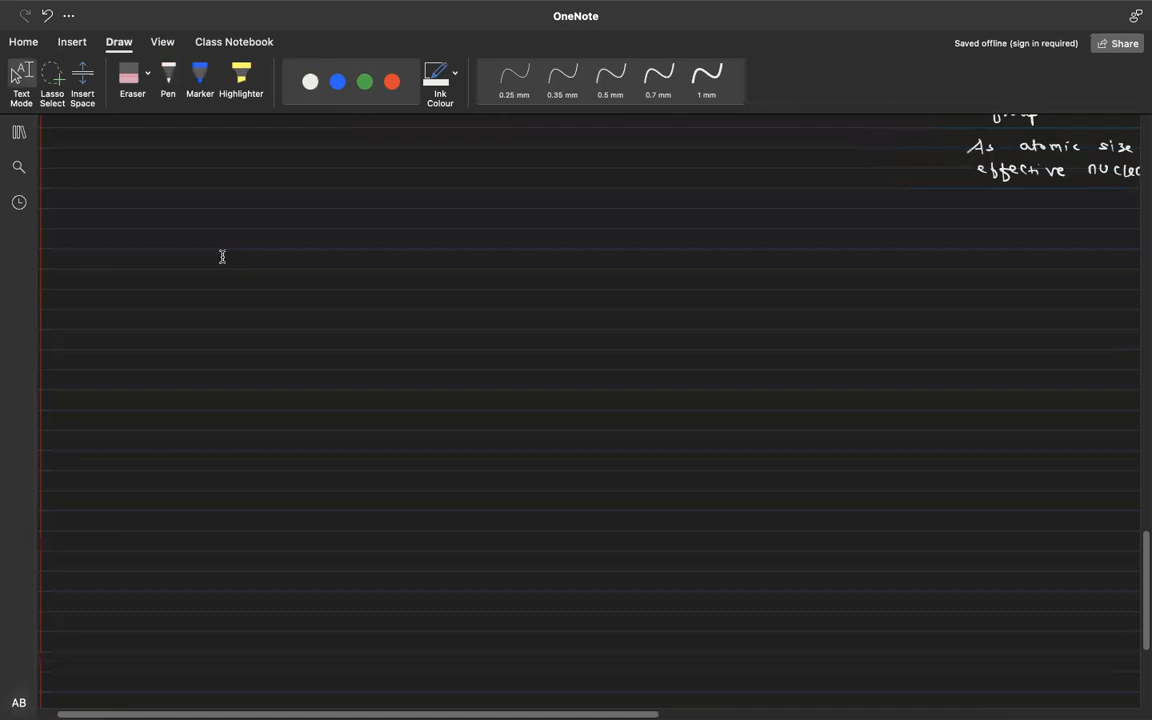 OneNote
Home Insert Draw View Class Notebook
Saved offline (sign in required) Share
Text Mode
Lasso Select
Insert Space
Eraser
Pen
Marker
Highlighter
Ink Colour
0.25 mm 0.35 mm 0.5 mm 0.7 mm 1 mm
As atomic size
effective nuclea
AB